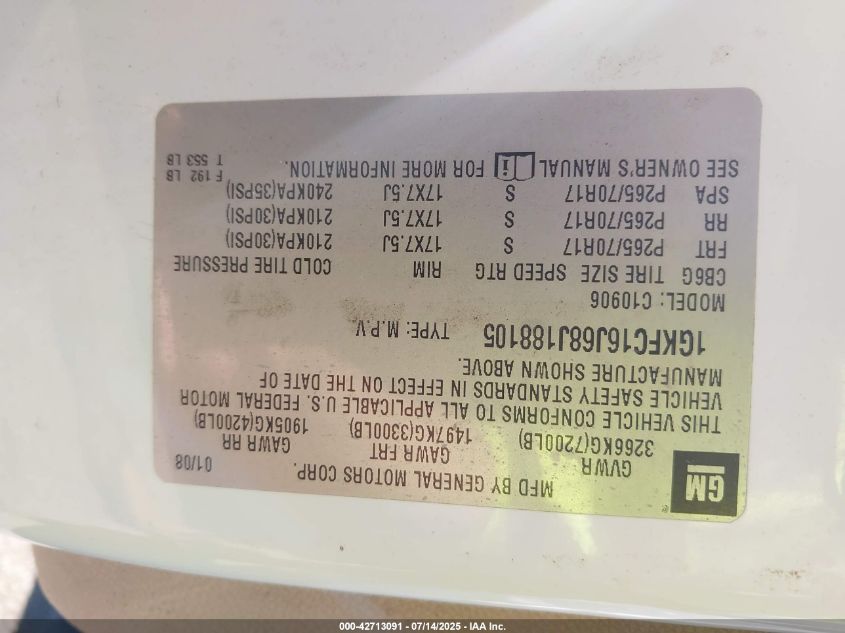 MFD BY GENERAL MOTORS CORP.
01/08
GM
®
GVWR GAWR FRT GAWR RR
3266KG(7200LB) 1497KG(3300LB) 1905KG(4200LB)
THIS VEHICLE CONFORMS TO ALL APPLICABLE U.S. FEDERAL MOTOR
VEHICLE SAFETY STANDARDS IN EFFECT ON THE DATE OF
MANUFACTURE SHOWN ABOVE.
1GKFC16J68J188105 TYPE: M.P.V
MODEL: C10906
CB6G TIRE SIZE SPEED RTG RIM COLD TIRE PRESSURE
FRT P265/70R17 S 17X7.5J 210KPA(30PSI)
RR P265/70R17 S 17X7.5J 210KPA(30PSI)
SPA P265/70R17 S 17X7.5J 240KPA(35PSI)
SEE OWNER'S MANUAL i FOR MORE INFORMATION.
F 192 LB
T 553 LB
000-42713091 - 07/14/2025 - IAA Inc.